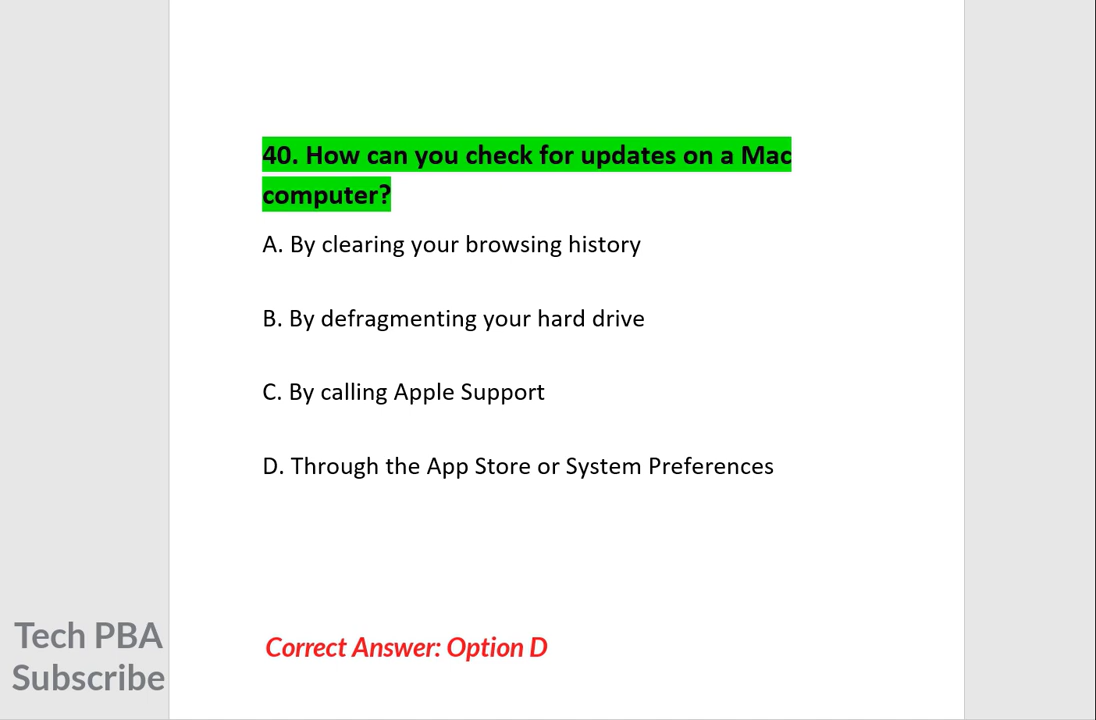 40. How can you check for updates on a Mac
computer?
A. By clearing your browsing history
B. By defragmenting your hard drive
C. By calling Apple Support
D. Through the App Store or System Preferences
Correct Answer: Option D
Tech PBA
Subscribe